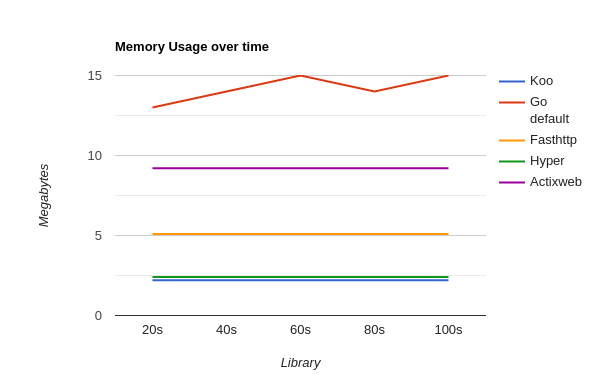 Memory Usage over time
15
10
5
0
Megabytes
20s 40s 60s 80s 100s
Library
Koo
Go
default
Fasthttp
Hyper
Actixweb